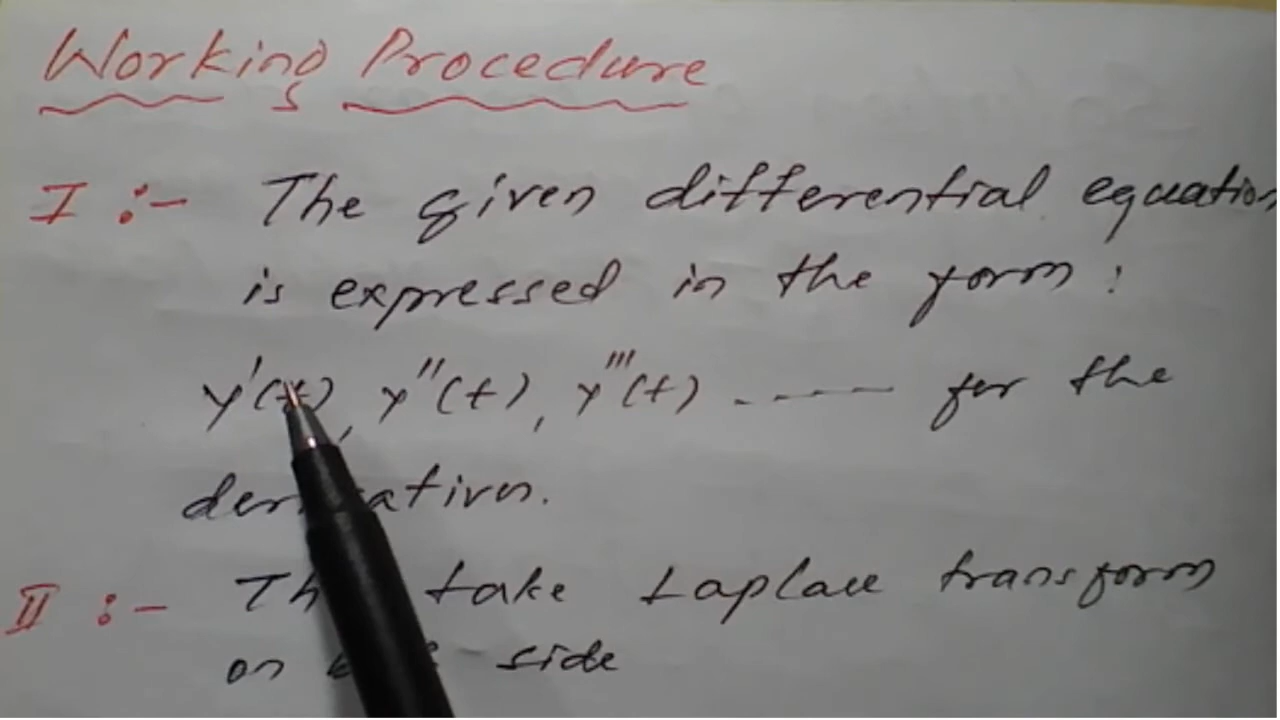 Working Procedure
I :- The given differential equation
is expressed in the form :
y'(t), y''(t), y'''(t) ------ for the
derivatives.
II :- take Laplace transform
on side